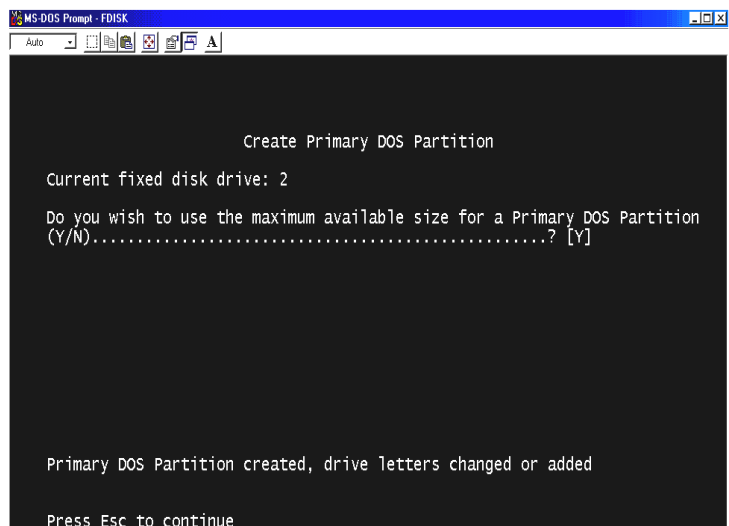 MS-DOS Prompt - FDISK
Auto
A
Create Primary DOS Partition
Current fixed disk drive: 2
Do you wish to use the maximum available size for a Primary DOS Partition
(Y/N)....................................................? [Y]
Primary DOS Partition created, drive letters changed or added
Press Esc to continue